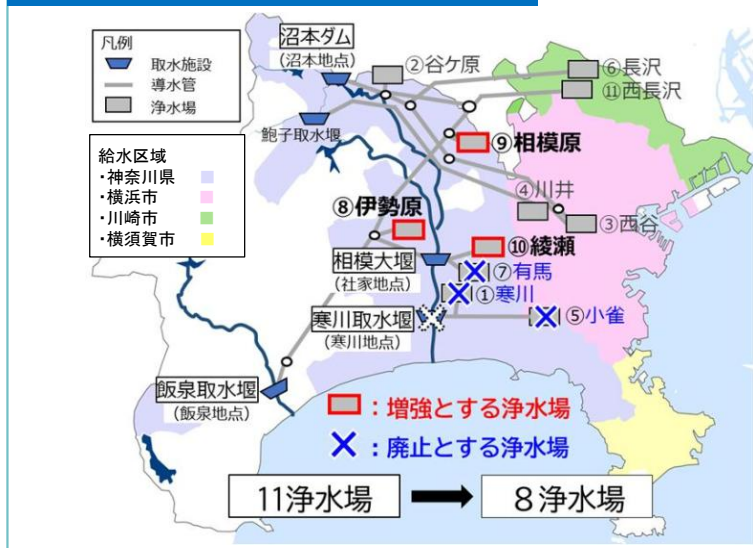 凡例
取水施設
導水管
浄水場
給水区域
・神奈川県
・横浜市
・川崎市
・横須賀市
沼本ダム
(沼本地点)
②谷ケ原
⑥長沢
⑪西長沢
鮑子取水堰
⑨相模原
④川井
③西谷
⑧伊勢原
⑩綾瀬
相模大堰
(社家地点)
⑦有馬
①寒川
寒川取水堰
(寒川地点)
⑤小雀
飯泉取水堰
(飯泉地点)
：増強とする浄水場
：廃止とする浄水場
11浄水場
８浄水場